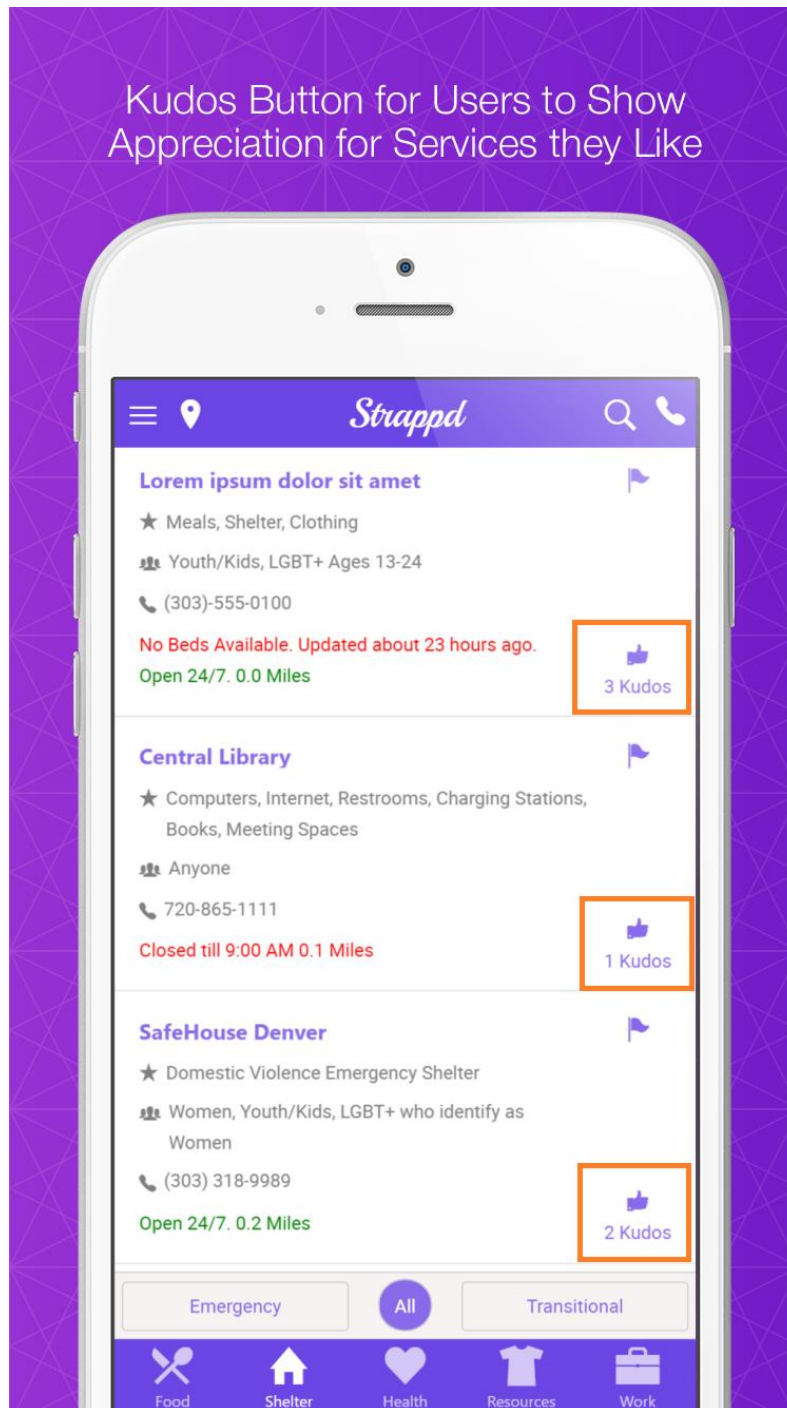 Kudos Button for Users to Show
Appreciation for Services they Like
Strappd
Lorem ipsum dolor sit amet
Meals, Shelter, Clothing
Youth/Kids, LGBT+ Ages 13-24
(303)-555-0100
No Beds Available. Updated about 23 hours ago.
Open 24/7. 0.0 Miles
3 Kudos
Central Library
Computers, Internet, Restrooms, Charging Stations,
Books, Meeting Spaces
Anyone
720-865-1111
Closed till 9:00 AM 0.1 Miles
1 Kudos
SafeHouse Denver
Domestic Violence Emergency Shelter
Women, Youth/Kids, LGBT+ who identify as
Women
(303) 318-9989
Open 24/7. 0.2 Miles
2 Kudos
Emergency All Transitional
Food Shelter Health Resources Work